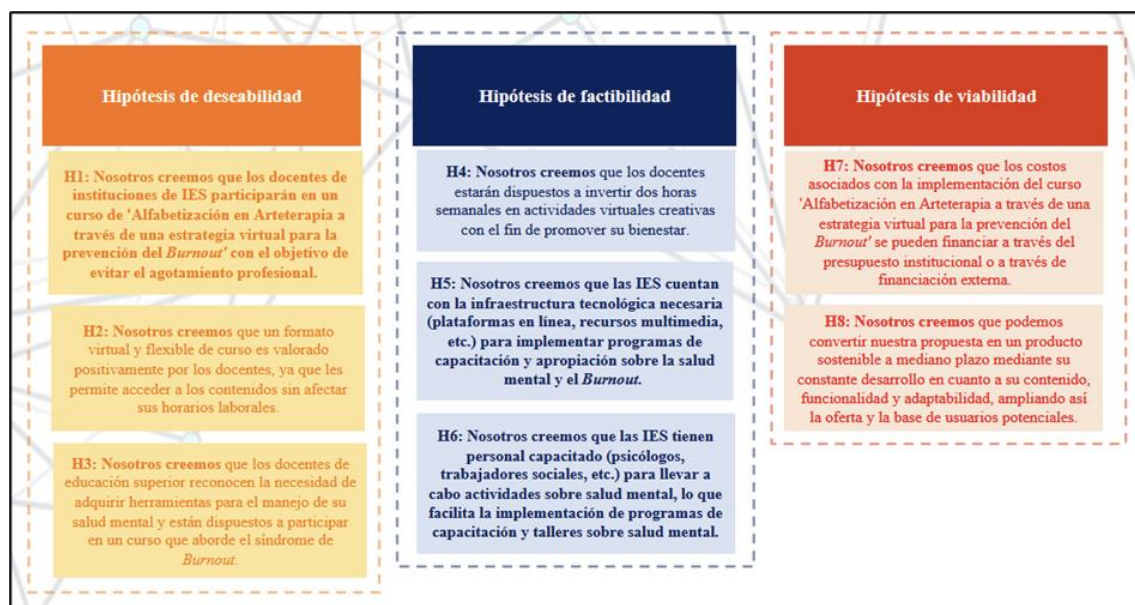 Hipótesis de deseabilidad
H1: Nosotros creemos que los docentes de
instituciones de IES participarán en un
curso de 'Alfabetización en Arteterapia a
través de una estrategia virtual para la
prevención del Burnout' con el objetivo de
evitar el agotamiento profesional.
H2: Nosotros creemos que un formato
virtual y flexible de curso es valorado
positivamente por los docentes, ya que les
permite acceder a los contenidos sin afectar
sus horarios laborales.
H3: Nosotros creemos que los docentes de
educación superior reconocen la necesidad de
adquirir herramientas para el manejo de su
salud mental y están dispuestos a participar
en un curso que aborde el síndrome de
Burnout.
Hipótesis de factibilidad
H4: Nosotros creemos que los docentes
estarán dispuestos a invertir dos horas
semanales en actividades virtuales creativas
con el fin de promover su bienestar.
H5: Nosotros creemos que las IES cuentan
con la infraestructura tecnológica necesaria
(plataformas en línea, recursos multimedia,
etc.) para implementar programas de
capacitación y apropiación sobre la salud
mental y el Burnout.
H6: Nosotros creemos que las IES tienen
personal capacitado (psicólogos,
trabajadores sociales, etc.) para llevar a
cabo actividades sobre salud mental, lo que
facilita la implementación de programas de
capacitación y talleres sobre salud mental.
Hipótesis de viabilidad
H7: Nosotros creemos que los costos
asociados con la implementación del curso
'Alfabetización en Arteterapia a través de una
estrategia virtual para la prevención del
Burnout' se pueden financiar a través del
presupuesto institucional o a través de
financiación externa.
H8: Nosotros creemos que podemos
convertir nuestra propuesta en un producto
sostenible a mediano plazo mediante su
constante desarrollo en cuanto a su contenido,
funcionalidad y adaptabilidad, ampliando así
la oferta y la base de usuarios potenciales.